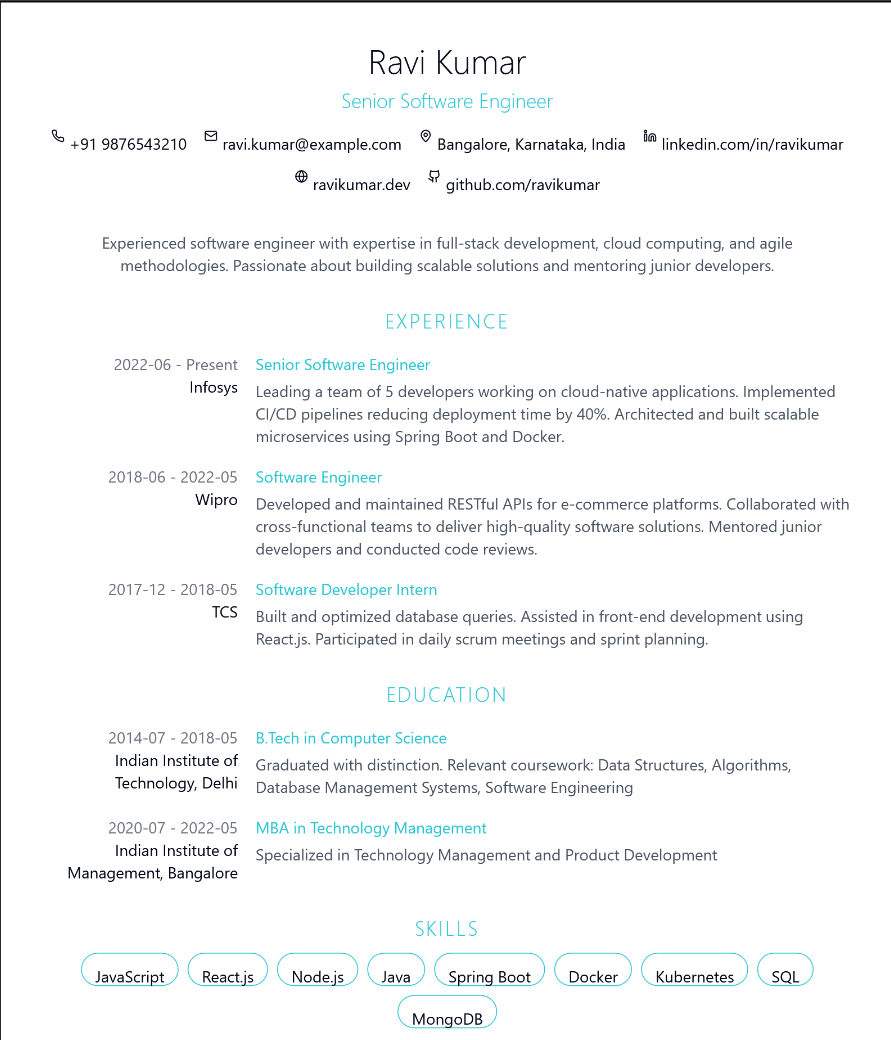 Ravi Kumar
Senior Software Engineer
+91 9876543210 ravi.kumar@example.com Bangalore, Karnataka, India linkedin.com/in/ravikumar
ravikumar.dev github.com/ravikumar
Experienced software engineer with expertise in full-stack development, cloud computing, and agile
methodologies. Passionate about building scalable solutions and mentoring junior developers.
EXPERIENCE
2022-06 - Present
Infosys
Senior Software Engineer
Leading a team of 5 developers working on cloud-native applications. Implemented
CI/CD pipelines reducing deployment time by 40%. Architected and built scalable
microservices using Spring Boot and Docker.
2018-06 - 2022-05
Wipro
Software Engineer
Developed and maintained RESTful APIs for e-commerce platforms. Collaborated with
cross-functional teams to deliver high-quality software solutions. Mentored junior
developers and conducted code reviews.
2017-12 - 2018-05
TCS
Software Developer Intern
Built and optimized database queries. Assisted in front-end development using
React.js. Participated in daily scrum meetings and sprint planning.
EDUCATION
2014-07 - 2018-05
Indian Institute of
Technology, Delhi
B.Tech in Computer Science
Graduated with distinction. Relevant coursework: Data Structures, Algorithms,
Database Management Systems, Software Engineering
2020-07 - 2022-05
Indian Institute of
Management, Bangalore
MBA in Technology Management
Specialized in Technology Management and Product Development
SKILLS
JavaScript React.js Node.js Java Spring Boot Docker Kubernetes SQL
MongoDB